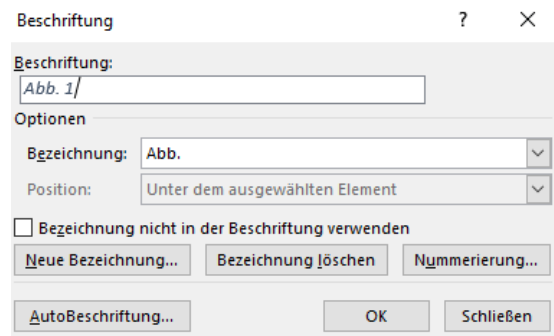 Beschriftung ?
Beschriftung:
Abb. 1
Optionen
Bezeichnung: Abb.
Position: Unter dem ausgewählten Element
Bezeichnung nicht in der Beschriftung verwenden
Neue Bezeichnung... Bezeichnung löschen Nummerierung...
AutoBeschriftung... OK Schließen